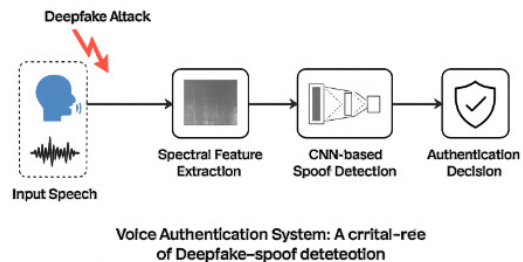 Deepfake Attack
Input Speech
Spectral Feature
Extraction
CNN-based
Spoof Detection
Authentication
Decision
Voice Authentication System: A crrital-ree
of Deepfake-spoof deteteotion